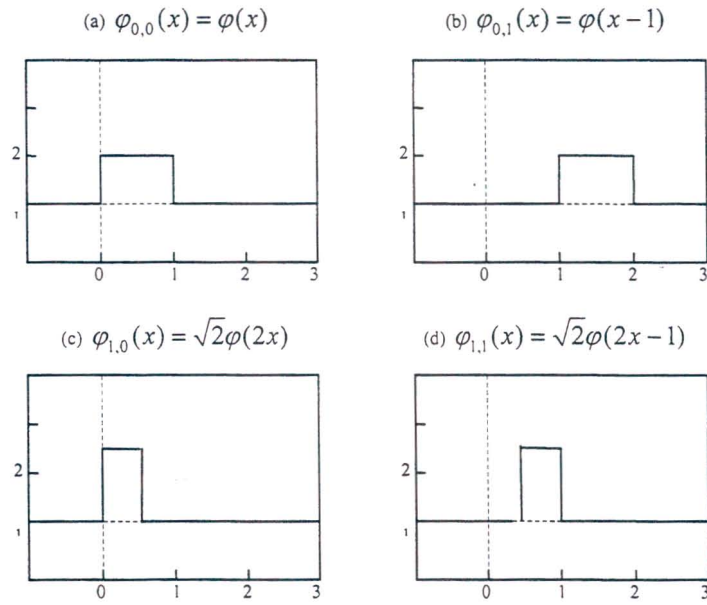 (a) φ₀,₀(x) = φ(x)
(b) φ₀,₁(x) = φ(x − 1)
2
1
0 1 2 3
2
1
0 1 2 3
(c) φ₁,₀(x) = √2φ(2x)
(d) φ₁,₁(x) = √2φ(2x − 1)
2
1
0 1 2 3
2
1
0 1 2 3